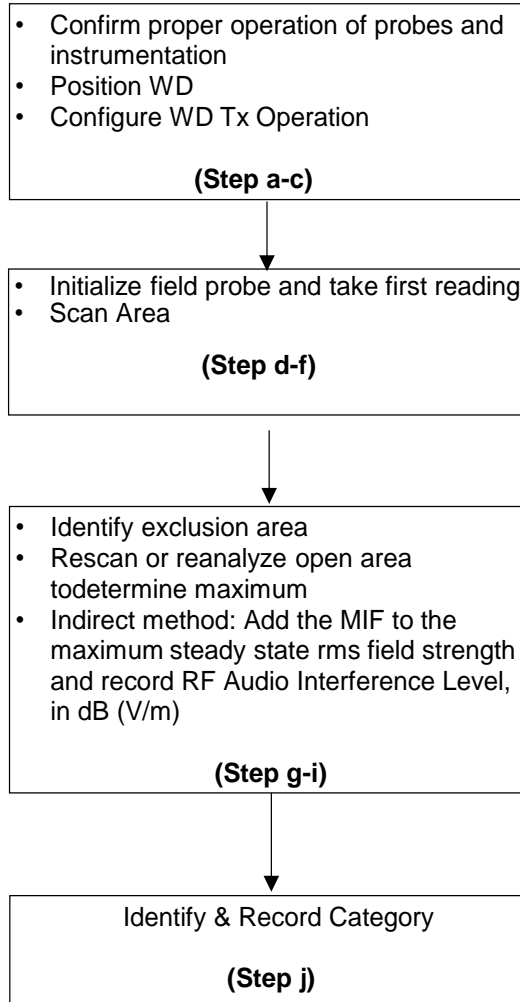 • Confirm proper operation of probes and
instrumentation
• Position WD
• Configure WD Tx Operation
(Step a-c)
• Initialize field probe and take first reading
• Scan Area
(Step d-f)
• Identify exclusion area
• Rescan or reanalyze open area
todetermine maximum
• Indirect method: Add the MIF to the
maximum steady state rms field strength
and record RF Audio Interference Level,
in dB (V/m)
(Step g-i)
Identify & Record Category
(Step j)